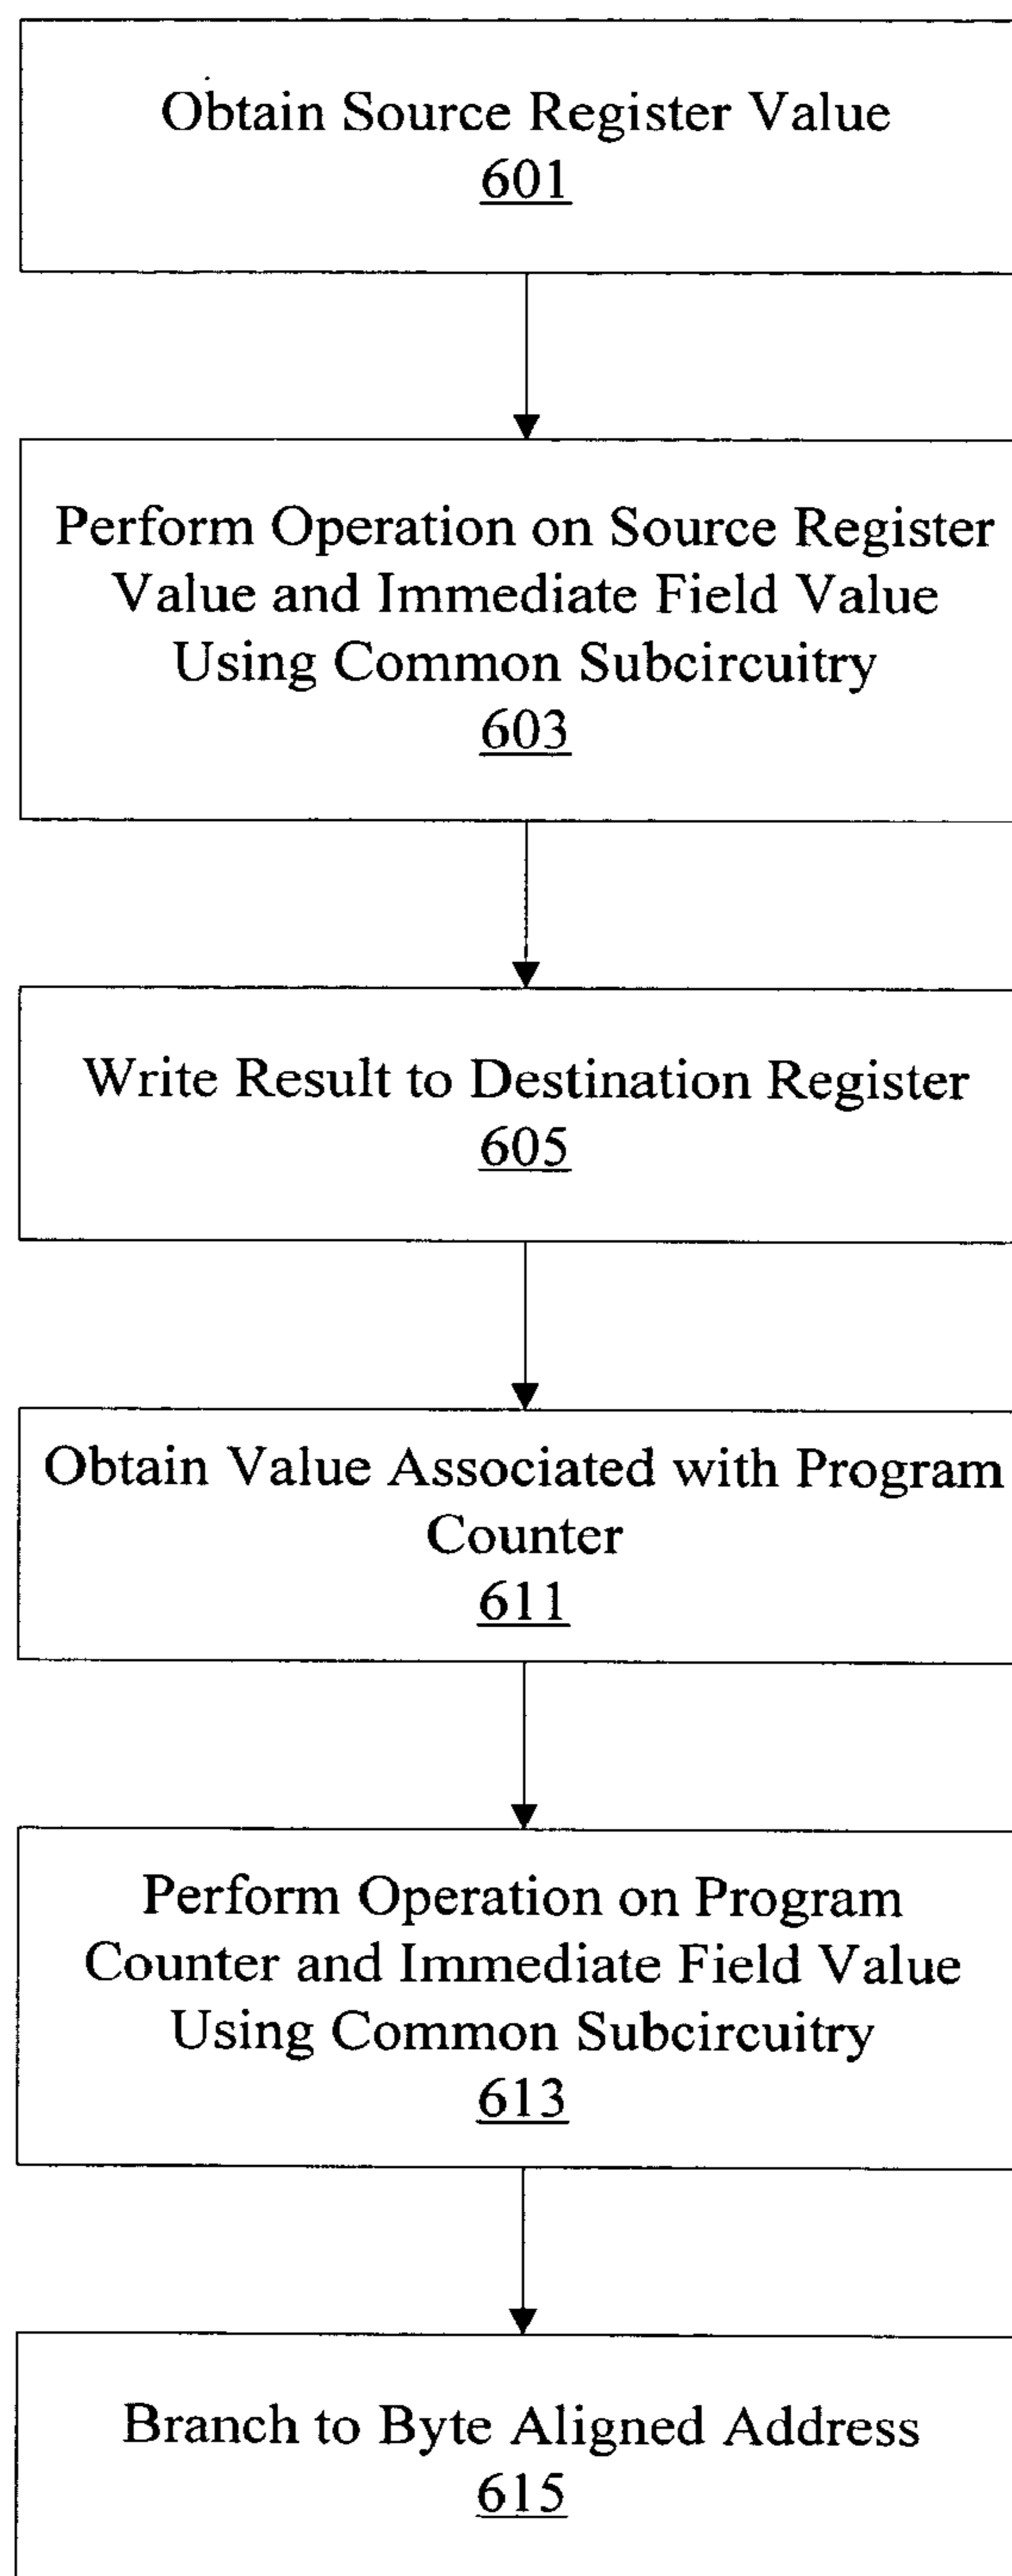 Obtain Source Register Value
601
Perform Operation on Source Register
Value and Immediate Field Value
Using Common Subcircuitry
603
Write Result to Destination Register
605
Obtain Value Associated with Program
Counter
611
Perform Operation on Program
Counter and Immediate Field Value
Using Common Subcircuitry
613
Branch to Byte Aligned Address
615